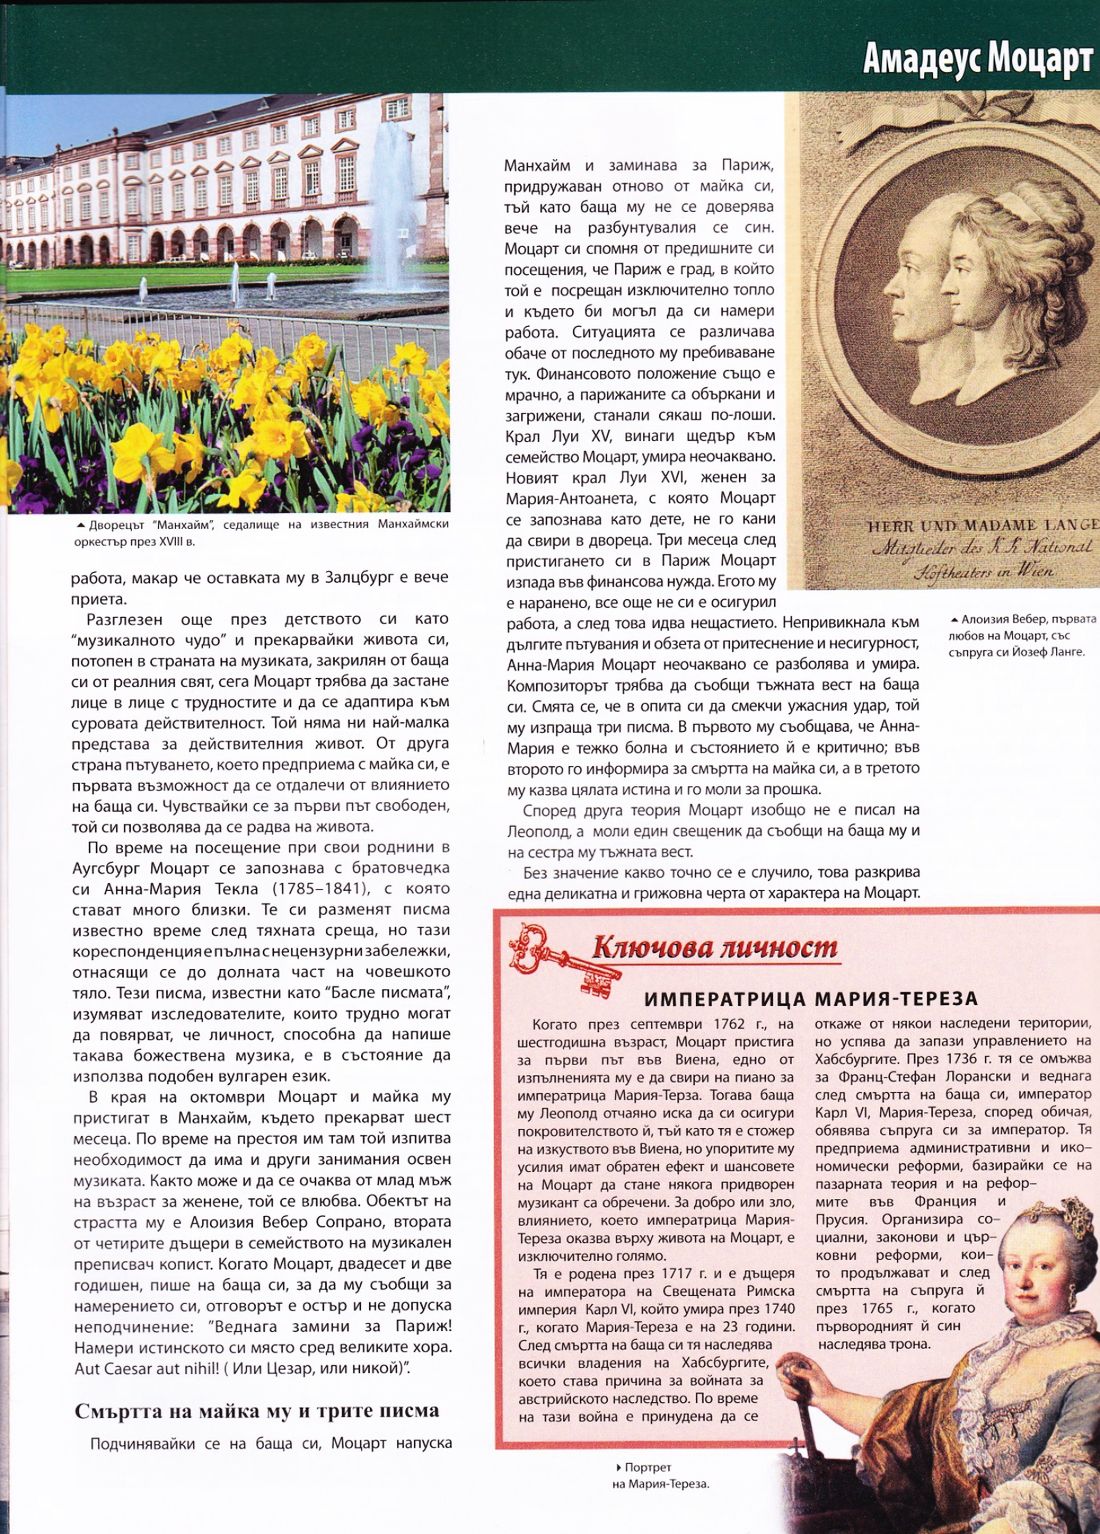 Амадеус Моцарт
▲ Дворецът “Манхайм”, седалище на известния Манхаймски
оркестър през XVIII в.
работа, макар че оставката му в Залцбург е вече
приета.
Разглезен още през детството си като
“музикалното чудо” и прекарвайки живота си,
потопен в страната на музиката, закрилян от баща
си от реалния свят, сега Моцарт трябва да застане
лице в лице с трудностите и да се адаптира към
суровата действителност. Той няма ни най-малка
представа за действителния живот. От друга
страна пътуването, което предприема с майка си, е
първата възможност да се отдалечи от влиянието
на баща си. Чувствайки се за първи път свободен,
той си позволява да се радва на живота.
По време на посещение при свои роднини в
Аугсбург Моцарт се запознава с братовчедка
си Анна-Мария Текла (1785–1841), с която
стават много близки. Те си разменят писма
известно време след тяхната среща, но тази
кореспонденция е пълна с нецензурни забележки,
отнасящи се до долната част на човешкото
тяло. Тези писма, известни като “Басле писмата”,
изумяват изследователите, които трудно могат
да повярват, че личност, способна да напише
такава божествена музика, е в състояние да
използва подобен вулгарен език.
В края на октомври Моцарт и майка му
пристигат в Манхайм, където прекарват шест
месеца. По време на престоя им там той изпитва
необходимост да има и други занимания освен
музиката. Както може и да се очаква от млад мъж
на възраст за женене, той се влюбва. Обектът на
страстта му е Алоизия Вебер Сопрано, втората
от четирите дъщери в семейството на музикален
преписвач копист. Когато Моцарт, двадесет и две
годишен, пише на баща си, за да му съобщи за
намерението си, отговорът е остър и не допуска
неподчинение: ”Веднага замини за Париж!
Намери истинското си място сред великите хора.
Aut Caesar aut nihil! ( Или Цезар, или никой)”.
Смъртта на майка му и трите писма
Подчинявайки се на баща си, Моцарт напуска
Манхайм и заминава за Париж,
придружаван отново от майка си,
тъй като баща му не се доверява
вече на разбунтувалия се син.
Моцарт си спомня от предишните си
посещения, че Париж е град, в който
той е посрещан изключително топло
и където би могъл да си намери
работа. Ситуацията се различава
обаче от последното му пребиваване
тук. Финансовото положение също е
мрачно, а парижаните са объркани и
загрижени, станали сякаш по-лоши.
Крал Луи XV, винаги щедър към
семейство Моцарт, умира неочаквано.
Новият крал Луи XVI, женен за
Мария-Антоанета, с която Моцарт
се запознава като дете, не го кани
да свири в двореца. Три месеца след
пристигането си в Париж Моцарт
изпада във финансова нужда. Егото му
е наранено, все още не си е осигурил
работа, а след това идва нещастието. Непривикнала към
дългите пътувания и обзета от притеснение и несигурност,
Анна-Мария Моцарт неочаквано се разболява и умира.
Композиторът трябва да съобщи тъжната вест на баща
си. Смята се, че в опита си да смекчи ужасния удар, той
му изпраща три писма. В първото му съобщава, че Анна-
Мария е тежко болна и състоянието й е критично; във
второто го информира за смъртта на майка си, а в третото
му казва цялата истина и го моли за прошка.
Според друга теория Моцарт изобщо не е писал на
Леополд, а моли един свещеник да съобщи на баща му и
на сестра му тъжната вест.
Без значение какво точно се е случило, това разкрива
една деликатна и грижовна черта от характера на Моцарт.
HERR UND MADAME LANGE
Mitglieder des K. K. National
Hoftheaters in Wien
▲ Алоизия Вебер, първата
любов на Моцарт, със
съпруга си Йозеф Ланге.
Ключова личност
ИМПЕРАТРИЦА МАРИЯ-ТЕРЕЗА
Когато през септември 1762 г., на
шестгодишна възраст, Моцарт пристига
за първи път във Виена, едно от
изпълненията му е да свири на пиано за
императрица Мария-Терза. Тогава баща
му Леополд отчаяно иска да си осигури
покровителството й, тъй като тя е стожер
на изкуството във Виена, но упоритите му
усилия имат обратен ефект и шансовете
на Моцарт да стане някога придворен
музикант са обречени. За добро или зло,
влиянието, което императрица Мария-
Тереза оказва върху живота на Моцарт, е
изключително голямо.
Тя е родена през 1717 г. и е дъщеря
на императора на Свещената Римска
империя Карл VI, който умира през 1740
г., когато Мария-Тереза е на 23 години.
След смъртта на баща си тя наследява
всички владения на Хабсбургите,
което става причина за войната за
австрийското наследство. По време
на тази война е принудена да се
откаже от някои наследени територии,
но успява да запази управлението на
Хабсбургите. През 1736 г. тя се омъжва
за Франц-Стефан Лорански и веднага
след смъртта на баща си, император
Карл VI, Мария-Тереза, според обичая,
обявява съпруга си за император. Тя
предприема административни и ико-
номически реформи, базирайки се на
пазарната теория и на рефор-
мите във Франция и
Прусия. Организира со-
циални, законови и цър-
ковни реформи, кои-
то продължават и след
смъртта на съпруга й
през 1765 г., когато
първородният й син
наследява трона.
▶ Портрет
на Мария-Тереза.